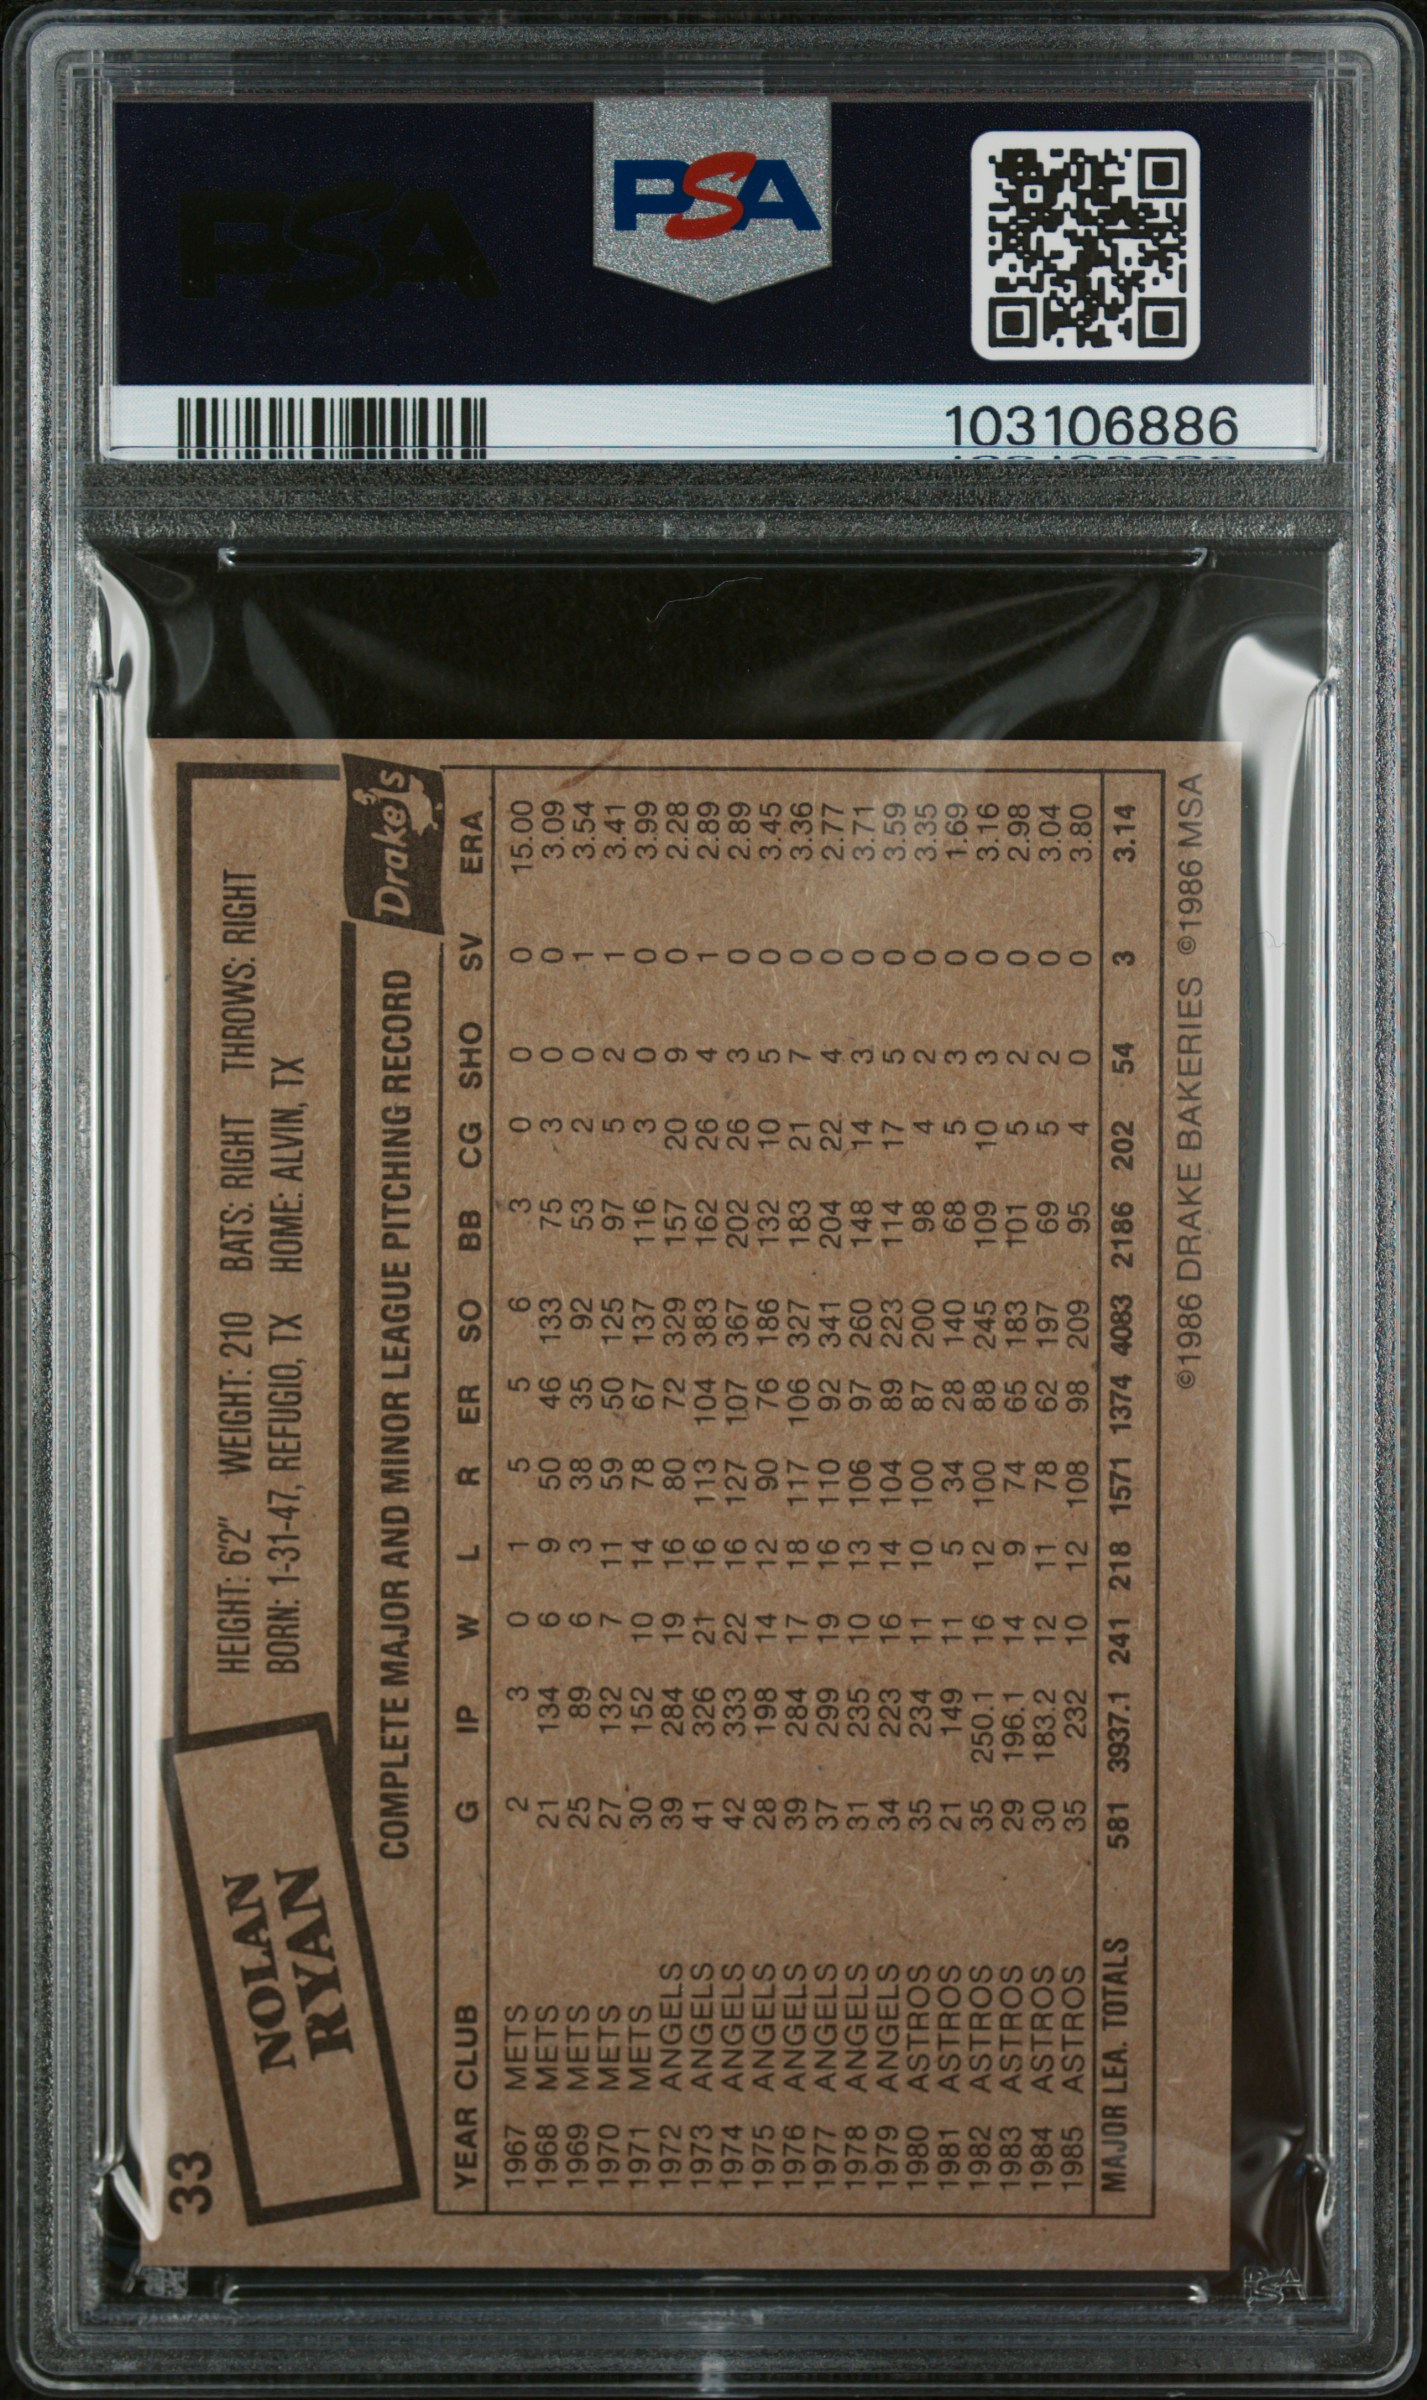 PSA
PSA
103106886
33
NOLAN
RYAN
HEIGHT: 6'2" WEIGHT: 210 BATS: RIGHT THROWS: RIGHT
BORN: 1-31-47, REFUGIO, TX HOME: ALVIN, TX
Drake's
COMPLETE MAJOR AND MINOR LEAGUE PITCHING RECORD
YEAR CLUB G IP W L R ER SO BB CG SHO SV ERA
1967 METS 2 3 0 1 5 5 6 3 0 0 0 15.00
1968 METS 21 134 6 9 50 46 133 75 3 0 0 3.09
1969 METS 25 89 6 3 38 35 92 53 2 0 1 3.54
1970 METS 27 132 7 11 59 50 125 97 5 2 1 3.41
1971 METS 30 152 10 14 78 67 137 116 3 0 0 3.99
1972 ANGELS 39 284 19 16 80 72 329 157 20 9 0 2.28
1973 ANGELS 41 326 21 16 113 104 383 162 26 4 1 2.89
1974 ANGELS 42 333 22 16 127 107 367 202 26 3 0 2.89
1975 ANGELS 28 198 14 12 90 76 186 132 10 5 0 3.45
1976 ANGELS 39 284 17 18 117 106 327 183 21 7 0 3.36
1977 ANGELS 37 299 19 16 110 92 341 204 22 4 0 2.77
1978 ANGELS 31 235 10 13 106 97 260 148 14 3 0 3.71
1979 ANGELS 34 223 16 14 104 89 223 114 17 5 0 3.59
1980 ASTROS 35 234 11 10 100 87 200 98 4 2 0 3.35
1981 ASTROS 21 149 11 5 34 28 140 68 5 3 0 1.69
1982 ASTROS 35 250.1 16 12 100 88 245 109 10 3 0 3.16
1983 ASTROS 29 196.1 14 9 74 65 183 101 5 2 0 2.98
1984 ASTROS 30 183.2 12 11 78 62 197 69 5 2 0 3.04
1985 ASTROS 35 232 10 12 108 98 209 95 4 0 0 3.80
MAJOR LEA. TOTALS 581 3937.1 241 218 1571 1374 4083 2186 202 54 3 3.14
©1986 DRAKE BAKERIES ©1986 MSA
PSA